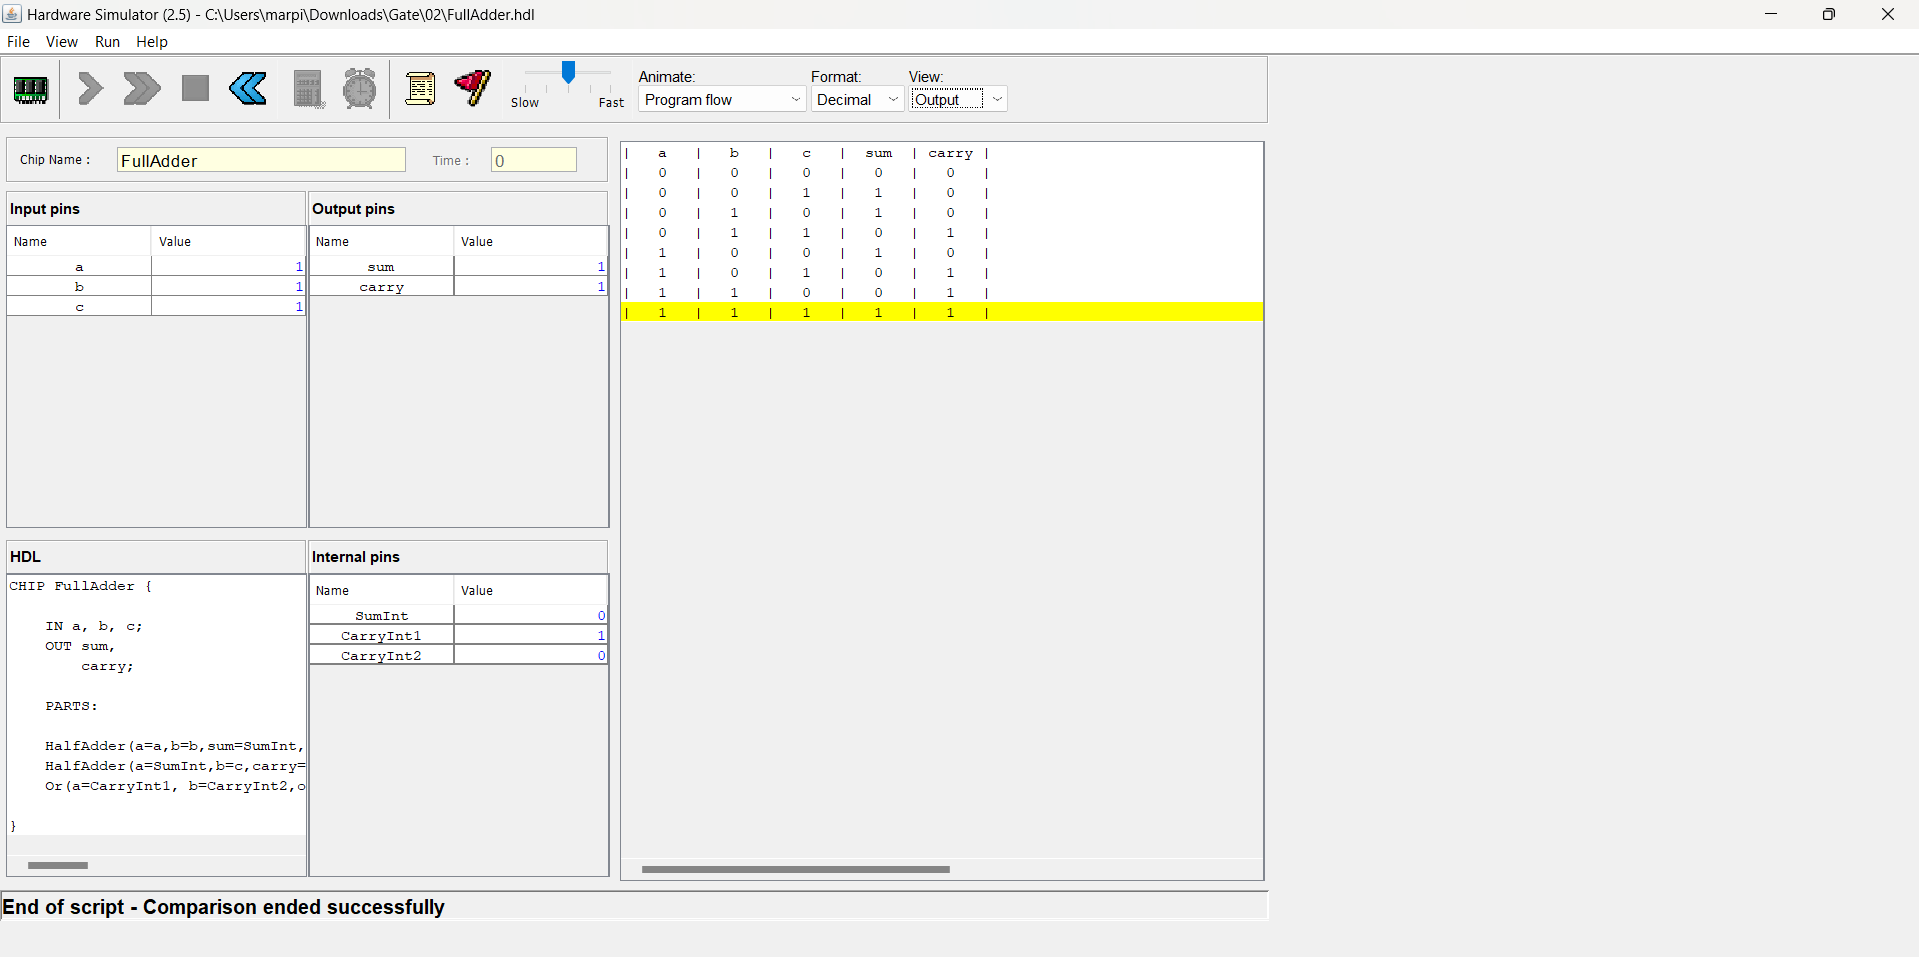 Hardware Simulator (2.5) - C:\Users\marpi\Downloads\Gate\02\FullAdder.hdl
File View Run Help
Slow Fast
Animate: Format: View:
Program flow Decimal Output
Chip Name : FullAdder Time : 0
Input pins
Name Value
a 1
b 1
c 1
Output pins
Name Value
sum 1
carry 1
HDL
CHIP FullAdder {
IN a, b, c;
OUT sum,
carry;
PARTS:
HalfAdder(a=a,b=b,sum=SumInt,
HalfAdder(a=SumInt,b=c,carry=
Or(a=CarryInt1, b=CarryInt2,o
}
Internal pins
Name Value
SumInt 0
CarryInt1 1
CarryInt2 0
| a | b | c | sum | carry |
| 0 | 0 | 0 | 0 | 0 |
| 0 | 0 | 1 | 1 | 0 |
| 0 | 1 | 0 | 1 | 0 |
| 0 | 1 | 1 | 0 | 1 |
| 1 | 0 | 0 | 1 | 0 |
| 1 | 0 | 1 | 0 | 1 |
| 1 | 1 | 0 | 0 | 1 |
| 1 | 1 | 1 | 1 | 1 |
End of script - Comparison ended successfully